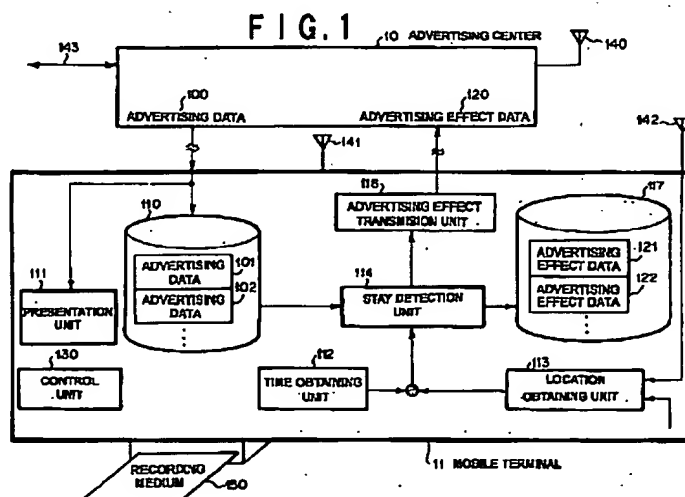 FIG.1
10 ADVERTISING CENTER
143
140
100
120
ADVERTISING DATA
ADVERTISING EFFECT DATA
141
142
110
116
117
ADVERTISING EFFECT
TRANSMISION UNIT
ADVERTISING DATA 101
ADVERTISING DATA 102
ADVERTISING
EFFECT DATA 121
ADVERTISING
EFFECT DATA 122
111
PRESENTATION
UNIT
114
STAY DETECTION
UNIT
130
CONTROL
UNIT
112
TIME OBTAINING
UNIT
113
LOCATION
OBTAINING UNIT
RECORDING
MEDIUM
150
11 MOBILE TERMINAL